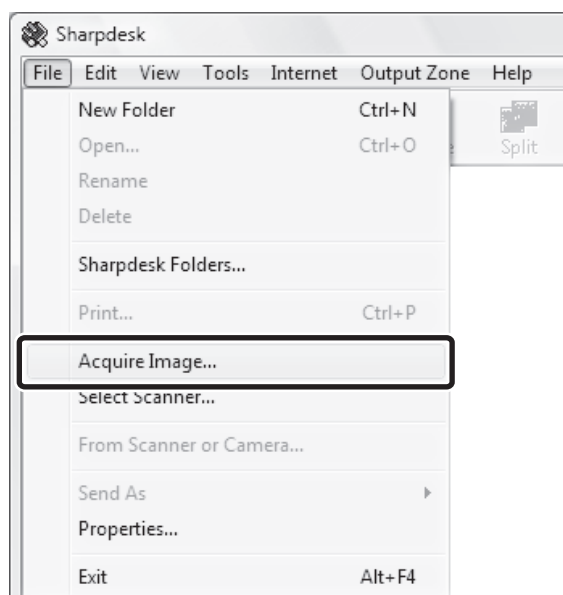 Sharpdesk
File Edit View Tools Internet Output Zone Help
New Folder Ctrl+N
Open... Ctrl+O
Split
Rename
Delete
Sharpdesk Folders...
Print... Ctrl+P
Acquire Image...
Select Scanner...
From Scanner or Camera...
Send As
Properties...
Exit Alt+F4